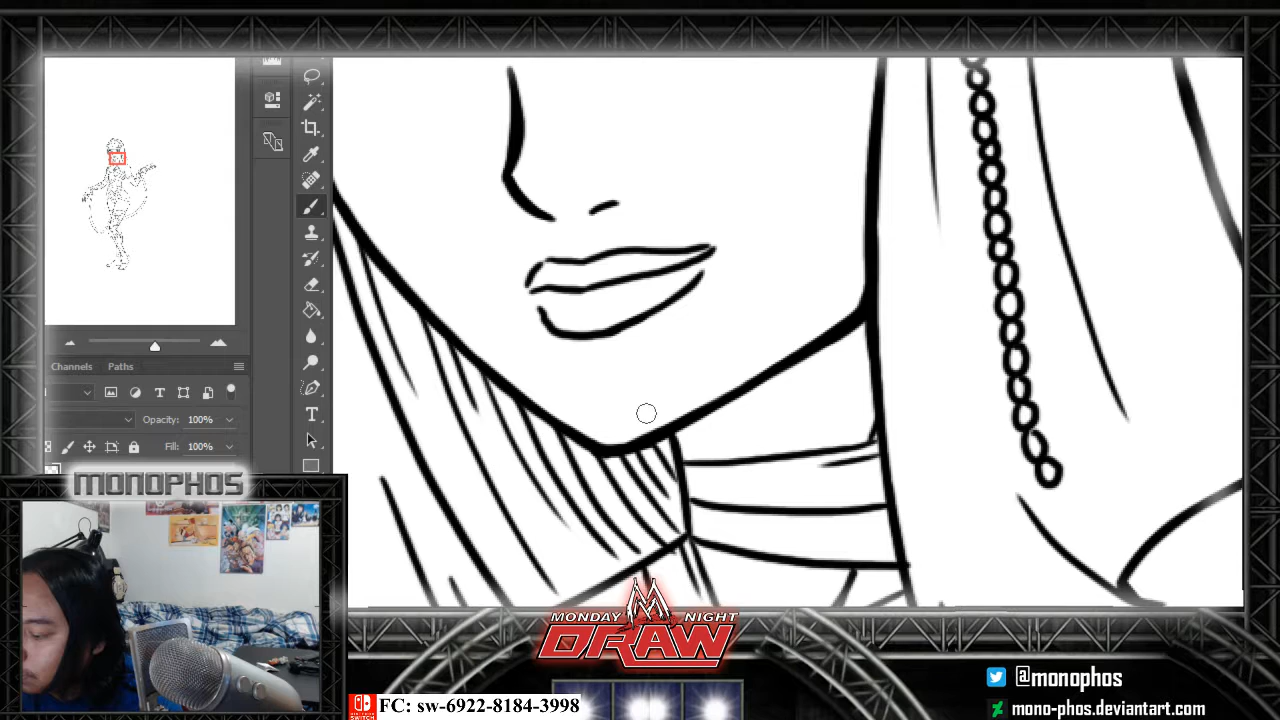 Channels Paths
Opacity: 100%
Fill: 100%
MONOPHOS
MONDAY NIGHT
DRAW
FC: sw-6922-8184-3998
@monophos
mono-phos.deviantart.com